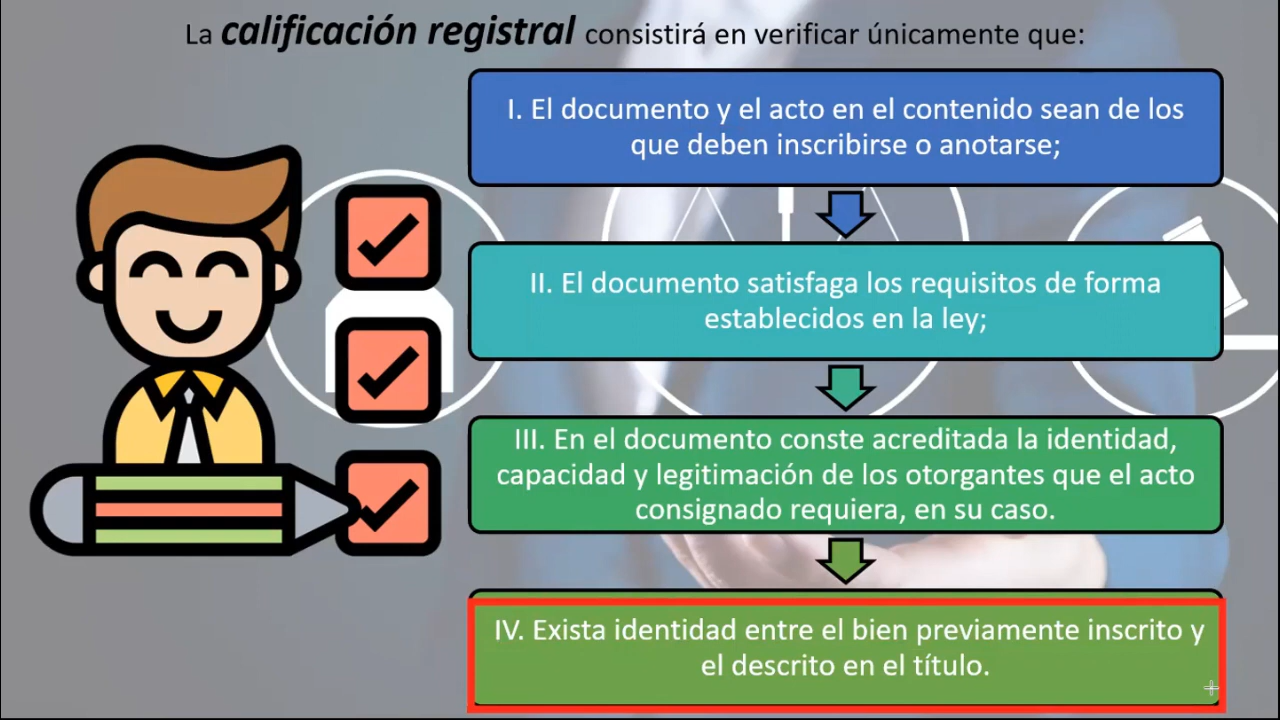 La calificación registral consistirá en verificar únicamente que:
I. El documento y el acto en el contenido sean de los
que deben inscribirse o anotarse;
II. El documento satisfaga los requisitos de forma
establecidos en la ley;
III. En el documento conste acreditada la identidad,
capacidad y legitimación de los otorgantes que el acto
consignado requiera, en su caso.
IV. Exista identidad entre el bien previamente inscrito y
el descrito en el título.